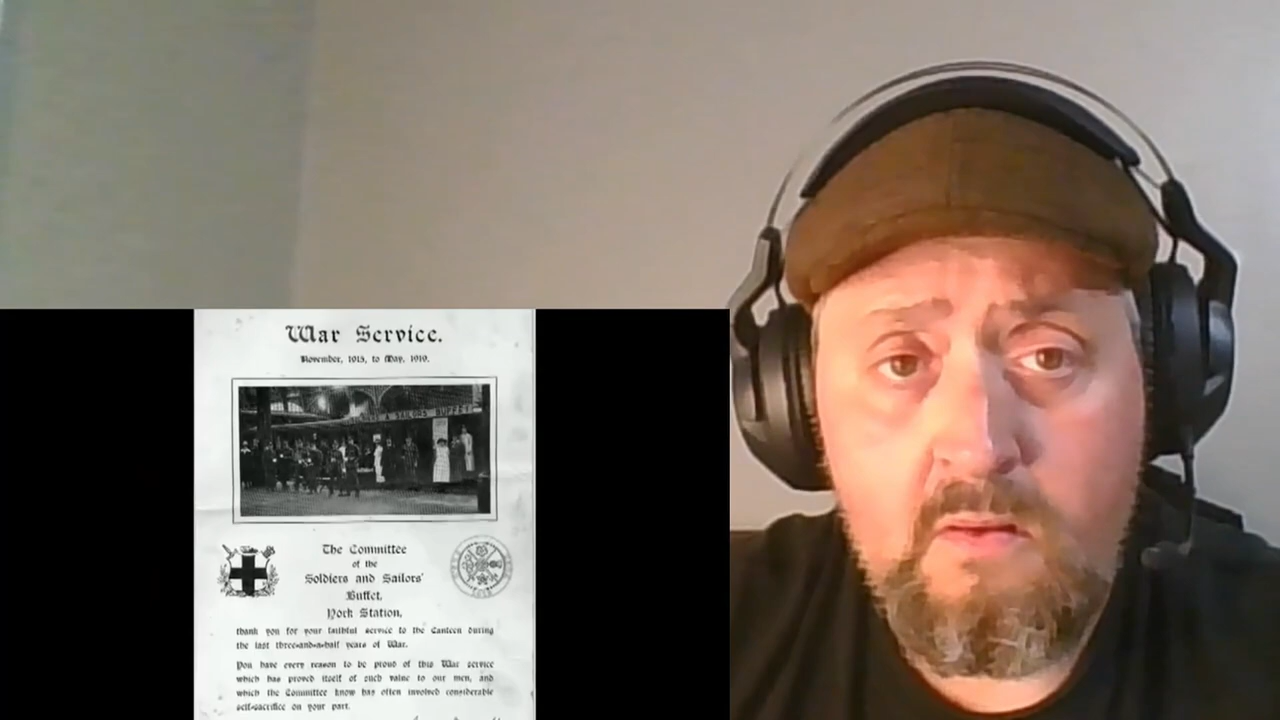 War Service.
November, 1915, to May, 1919.
& SAILORS' BUFFET
The Committee
of the
Soldiers and Sailors'
Buffet,
York Station,
thank you for your faithful service to the Canteen during
the last three-and-a-half years of War.
You have every reason to be proud of this War service
which has proved itself of such value to our men, and
which the Committee know has often involved considerable
self-sacrifice on your part.